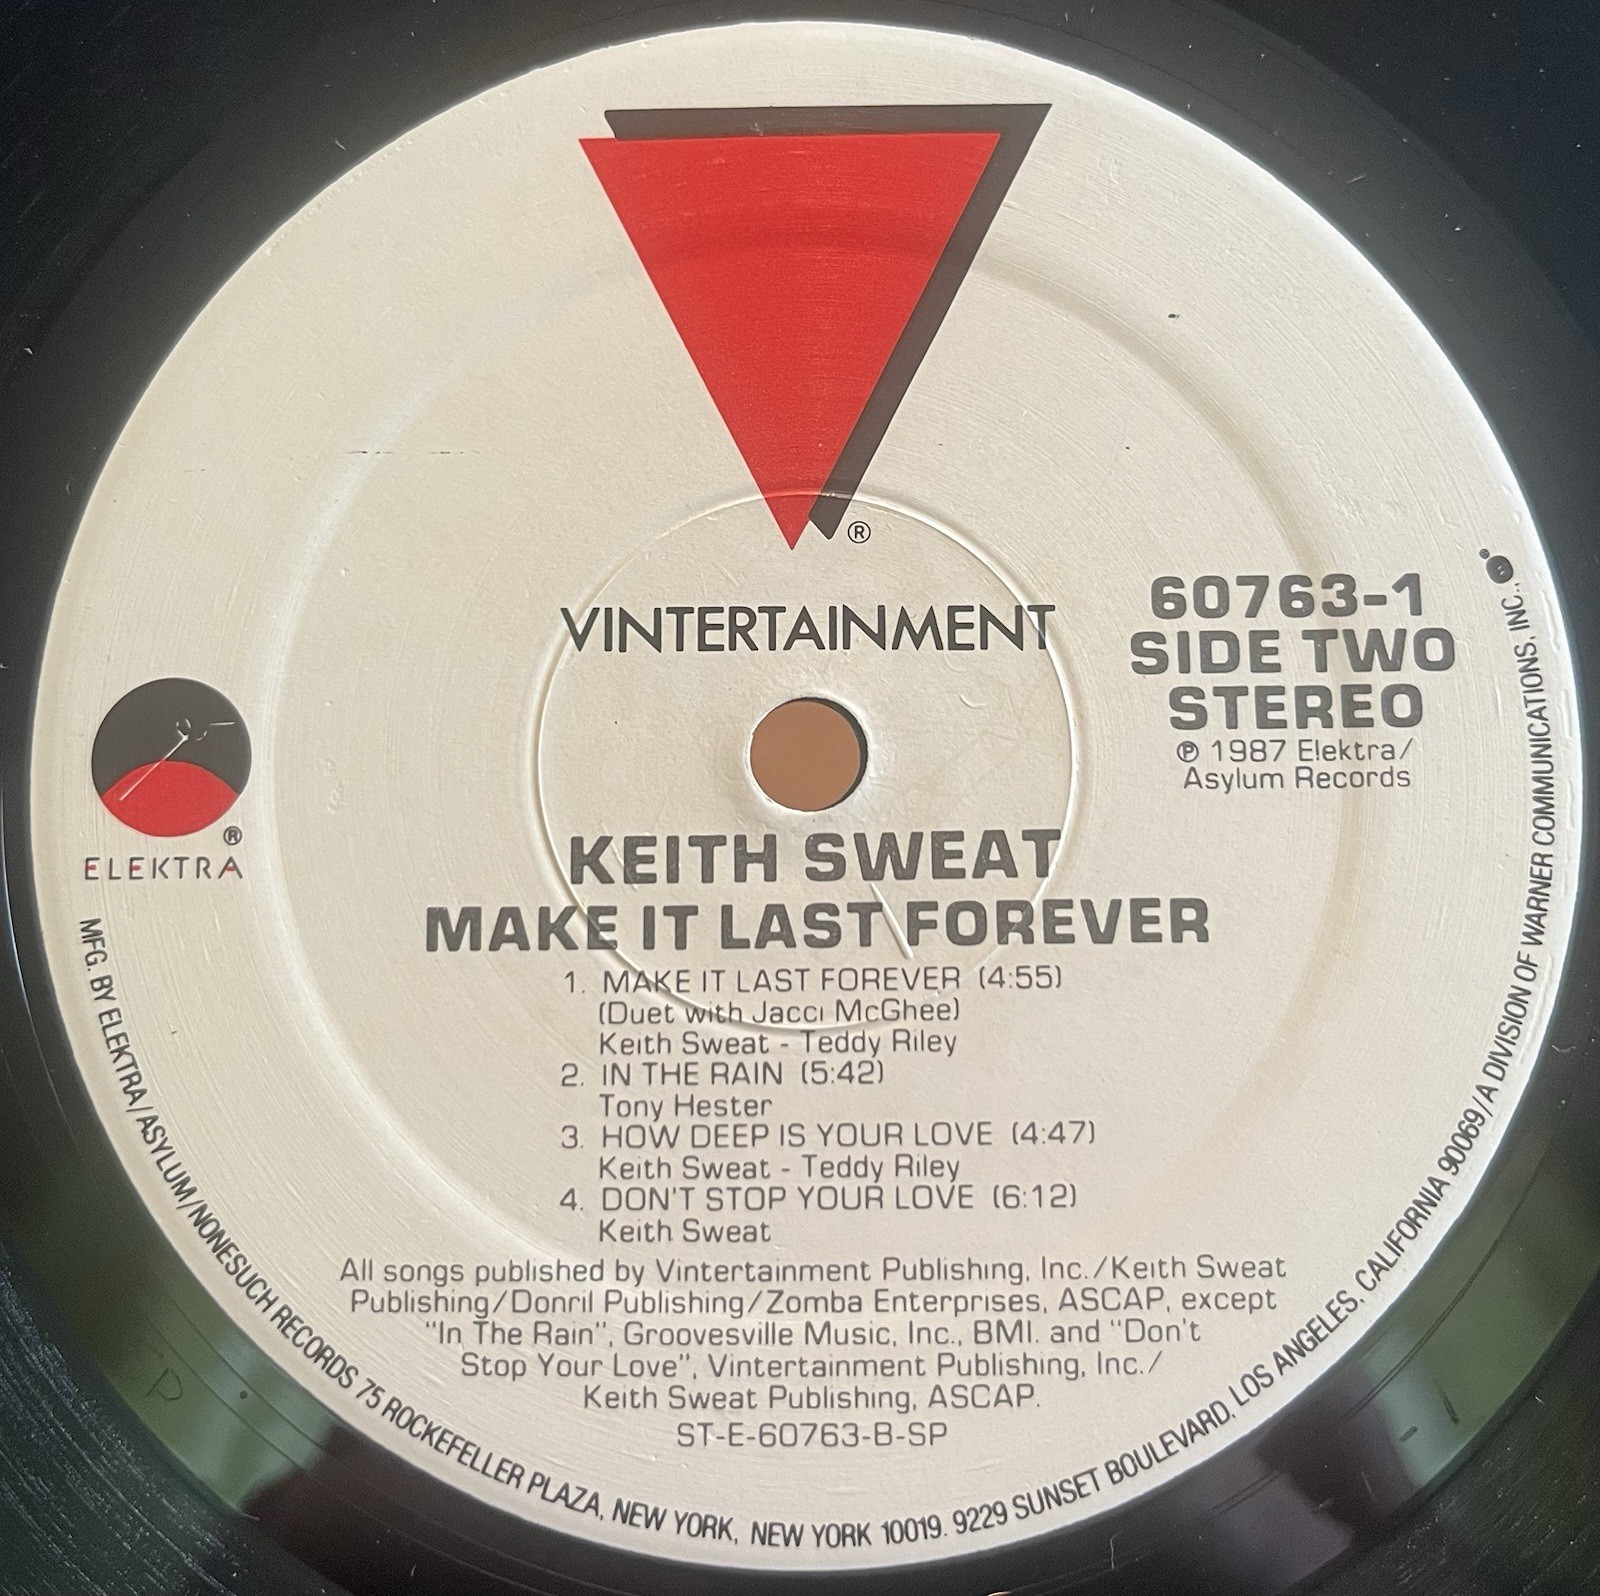 ®
VINTERTAINMENT
60763-1
SIDE TWO
STEREO
℗ 1987 Elektra/
Asylum Records
®
ELEKTRA
KEITH SWEAT
MAKE IT LAST FOREVER
1. MAKE IT LAST FOREVER (4:55)
(Duet with Jacci McGhee)
Keith Sweat - Teddy Riley
2. IN THE RAIN (5:42)
Tony Hester
3. HOW DEEP IS YOUR LOVE (4:47)
Keith Sweat - Teddy Riley
4. DON'T STOP YOUR LOVE (6:12)
Keith Sweat
All songs published by Vintertainment Publishing, Inc./Keith Sweat
Publishing/Donril Publishing/Zomba Enterprises, ASCAP, except
"In The Rain", Groovesville Music, Inc., BMI. and "Don't
Stop Your Love", Vintertainment Publishing, Inc./
Keith Sweat Publishing, ASCAP.
ST-E-60763-B-SP
MFG. BY ELEKTRA/ASYLUM/NONESUCH RECORDS 75 ROCKEFELLER PLAZA, NEW YORK, NEW YORK 10019. 9229 SUNSET BOULEVARD, LOS ANGELES, CALIFORNIA 90069/A DIVISION OF WARNER COMMUNICATIONS, INC.